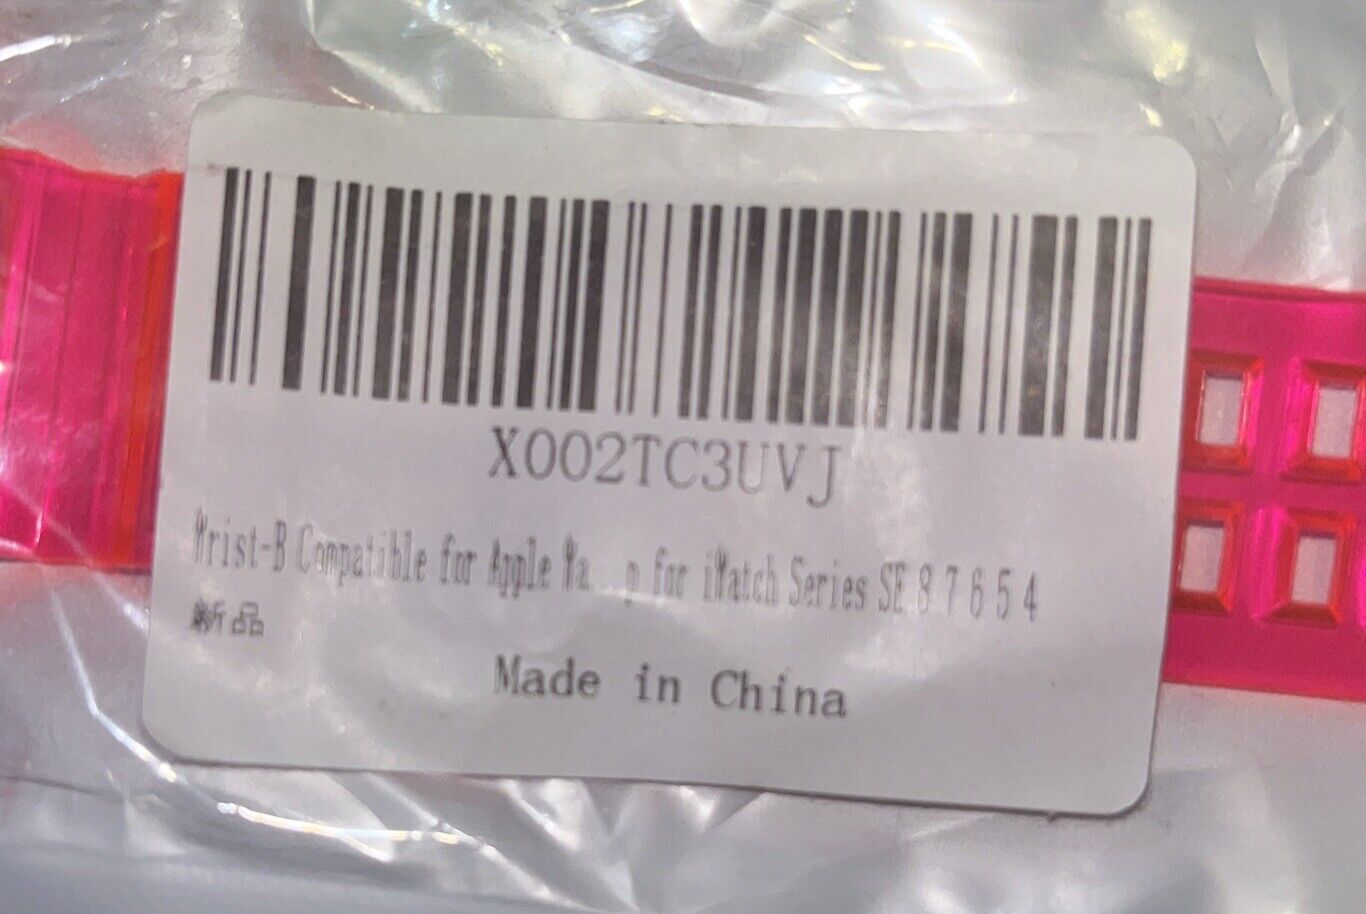 X002TC3UVJ
Wrist-B Compatible for Apple Wa...p for iWatch Series SE 8 7 6 5 4
新品
Made in China